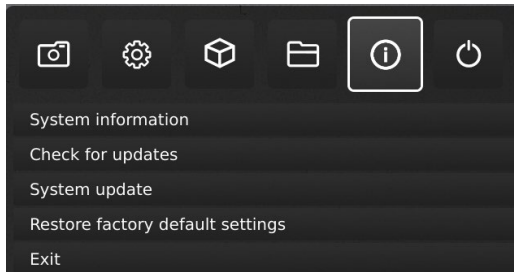 System information
Check for updates
System update
Restore factory default settings
Exit